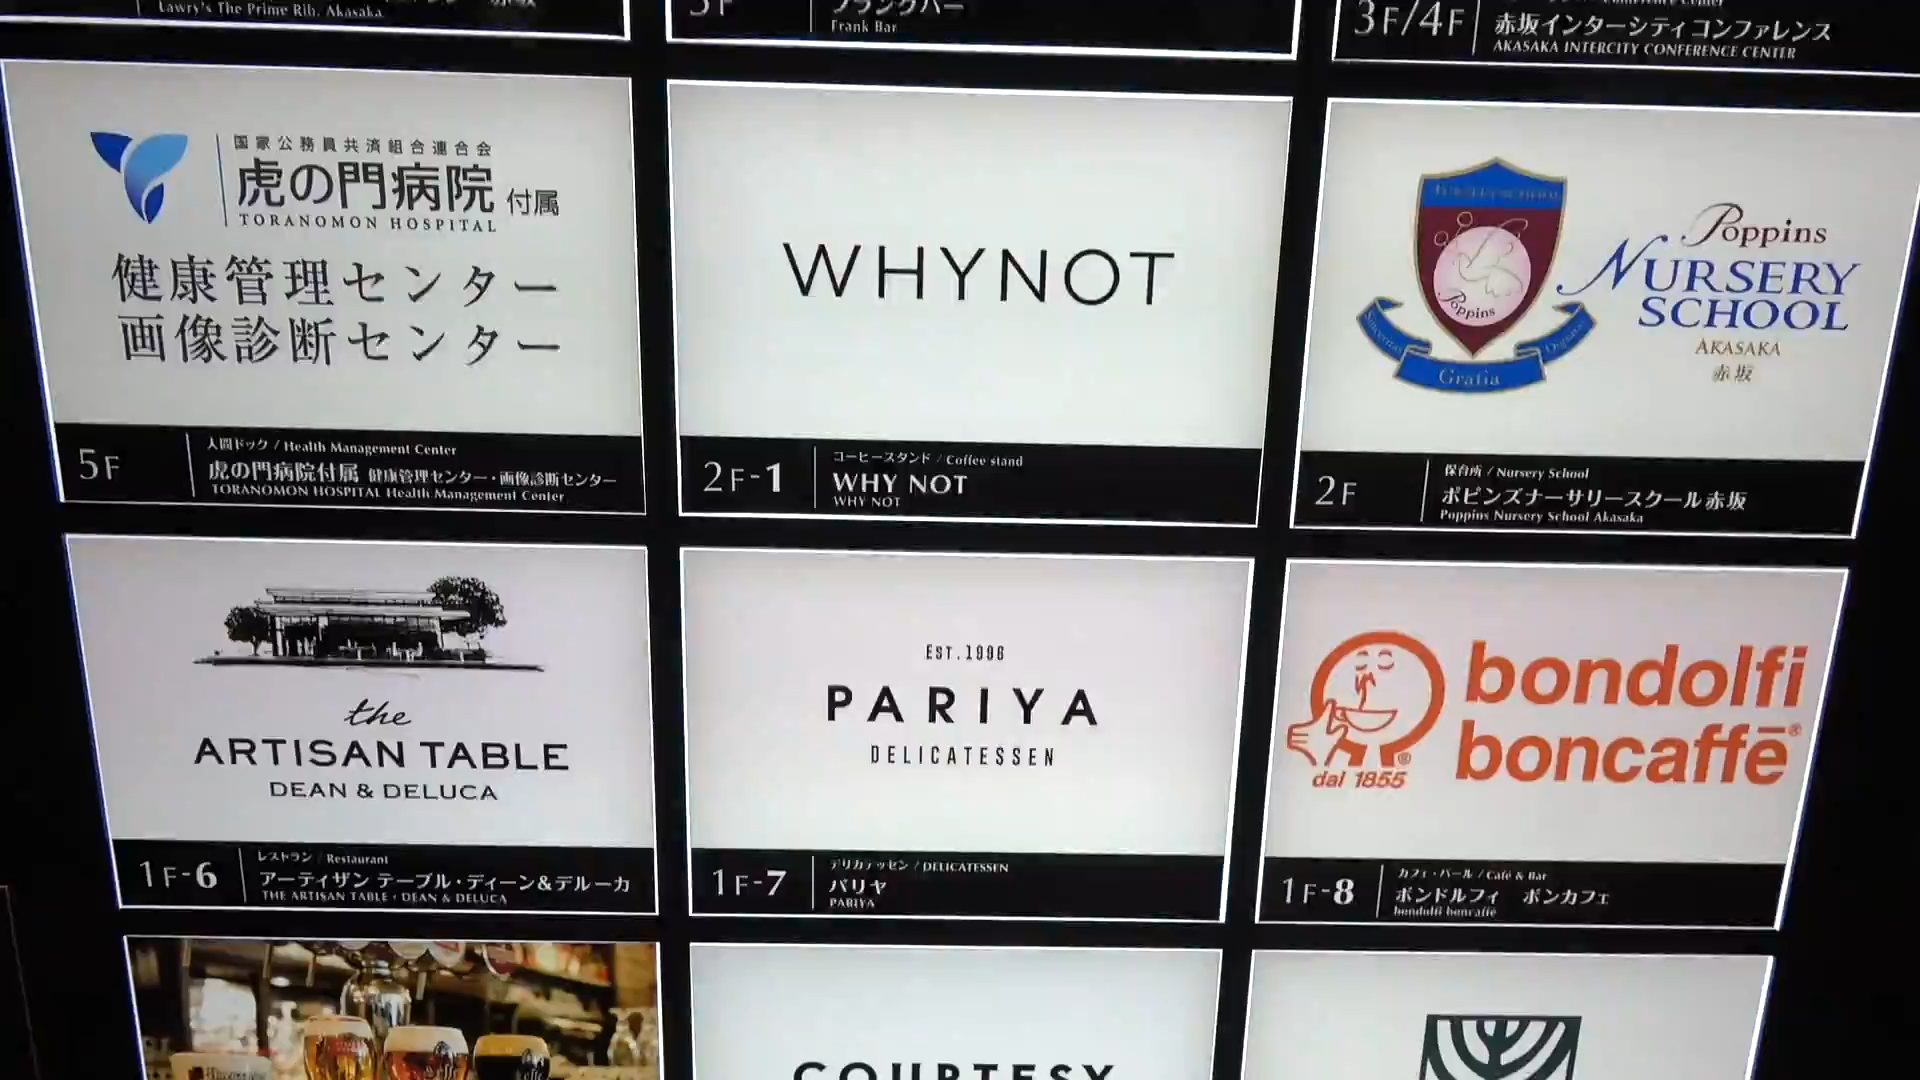 Lawry's The Prime Rib, Akasaka
フランクバー
Frank Bar
3F/4F
赤坂インターシティコンファレンス
AKASAKA INTERCITY CONFERENCE CENTER
国家公務員共済組合連合会
虎の門病院 付属
TORANOMON HOSPITAL
健康管理センター
画像診断センター
5F
人間ドック / Health Management Center
虎の門病院付属 健康管理センター・画像診断センター
TORANOMON HOSPITAL Health Management Center
WHYNOT
2F-1
コーヒースタンド / Coffee stand
WHY NOT
WHY NOT
Poppins
Gratia
Poppins
NURSERY
SCHOOL
AKASAKA
赤坂
2F
保育所 / Nursery School
ポピンズナーサリースクール赤坂
Poppins Nursery School Akasaka
the
ARTISAN TABLE
DEAN & DELUCA
1F-6
レストラン / Restaurant
アーティザン テーブル・ディーン&デルーカ
THE ARTISAN TABLE・DEAN & DELUCA
EST.1996
PARIYA
DELICATESSEN
1F-7
デリカテッセン / DELICATESSEN
パリヤ
PARIYA
bondolfi
boncaffē®
dal 1855
1F-8
カフェ・バール / Café & Bar
ボンドルフィ ボンカフェ
bondolfi boncaffē
COURTESY